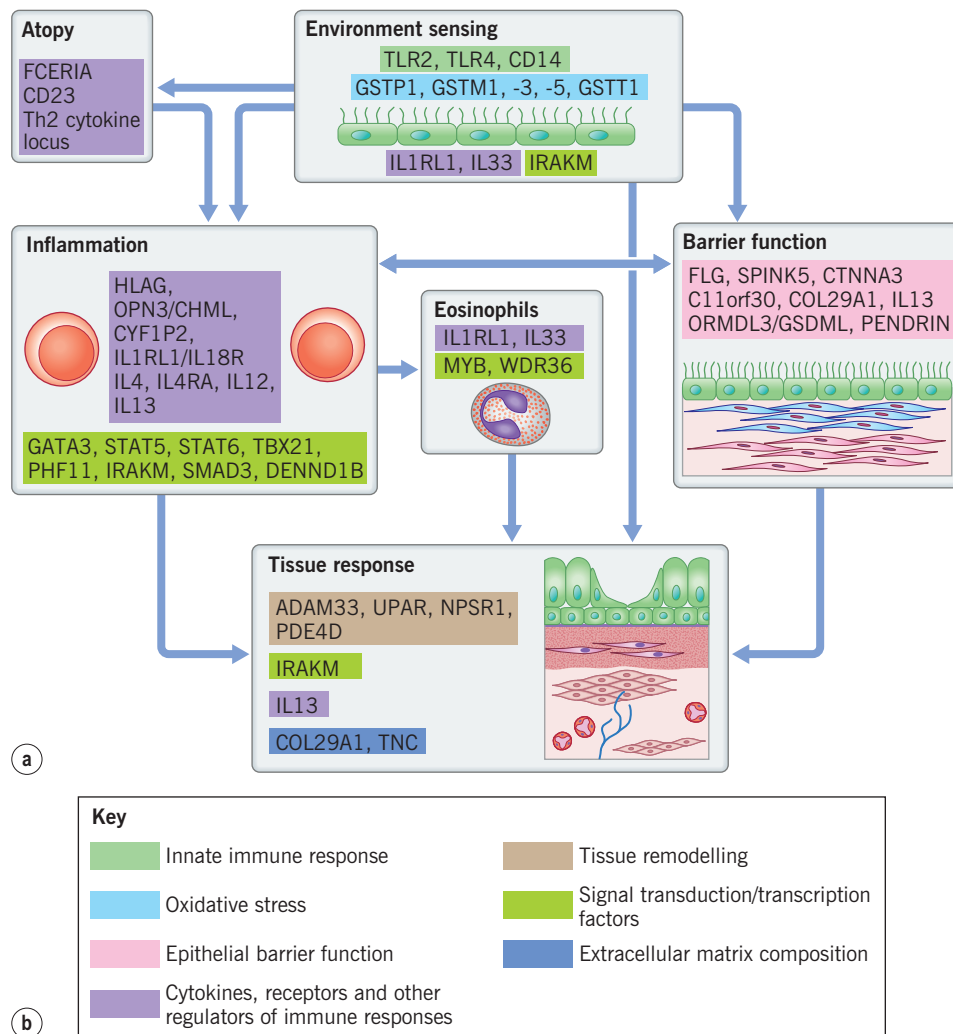 Atopy
FCERIA
CD23
Th2 cytokine
locus
Environment sensing
TLR2, TLR4, CD14
GSTP1, GSTM1, -3, -5, GSTT1
IL1RL1, IL33
IRAKM
Inflammation
HLAG,
OPN3/CHML,
CYF1P2,
IL1RL1/IL18R
IL4, IL4RA, IL12,
IL13
GATA3, STAT5, STAT6, TBX21,
PHF11, IRAKM, SMAD3, DENND1B
Eosinophils
IL1RL1, IL33
MYB, WDR36
Barrier function
FLG, SPINK5, CTNNA3
C11orf30, COL29A1, IL13
ORMDL3/GSDML, PENDRIN
Tissue response
ADAM33, UPAR, NPSR1,
PDE4D
IRAKM
IL13
COL29A1, TNC
a
Key
Innate immune response
Oxidative stress
Epithelial barrier function
Cytokines, receptors and other
regulators of immune responses
Tissue remodelling
Signal transduction/transcription
factors
Extracellular matrix composition
b